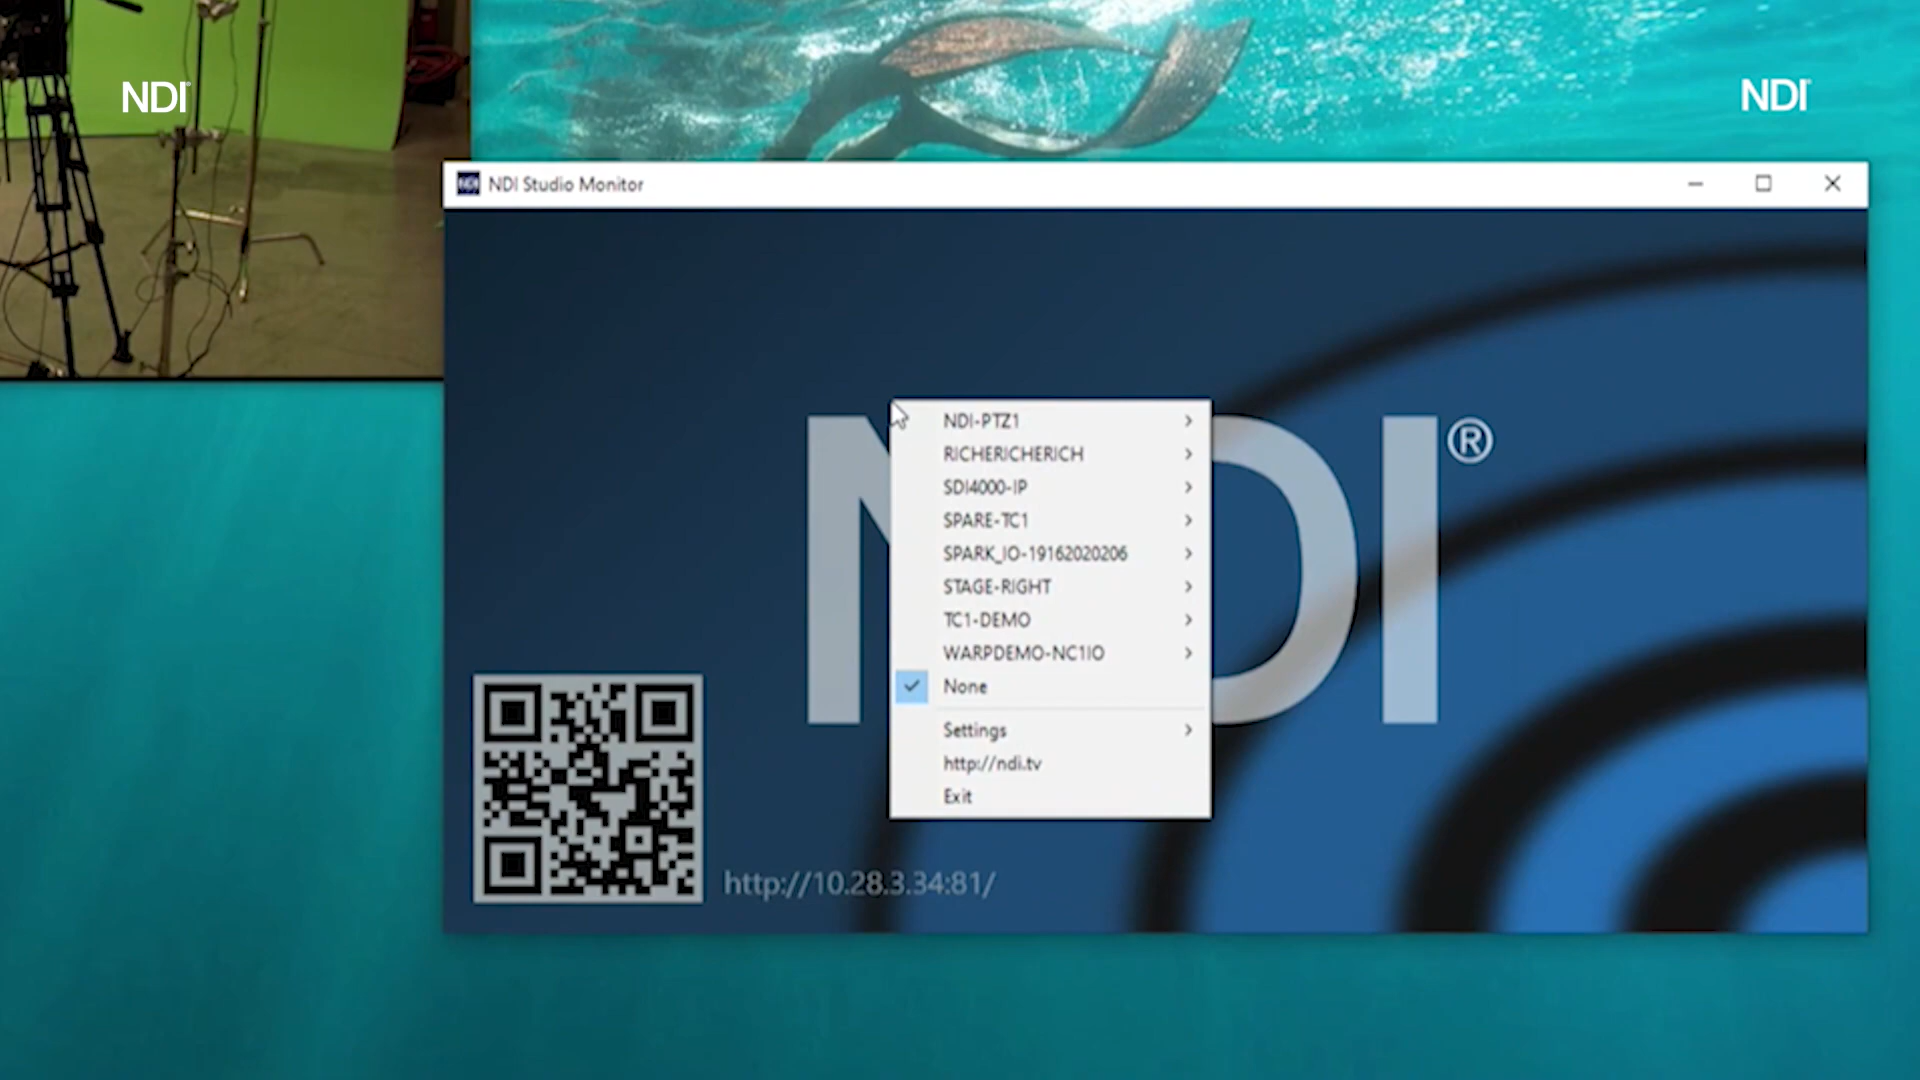 NDI
NDI
NDI Studio Monitor
NDI-PTZ1
RICHERICHERICH
SDI4000-IP
SPARE-TC1
SPARK_IO-19162020206
STAGE-RIGHT
TC1-DEMO
WARPDEMO-NC1IO
None
Settings
http://ndi.tv
Exit
NDI®
http://10.28.3.34:81/